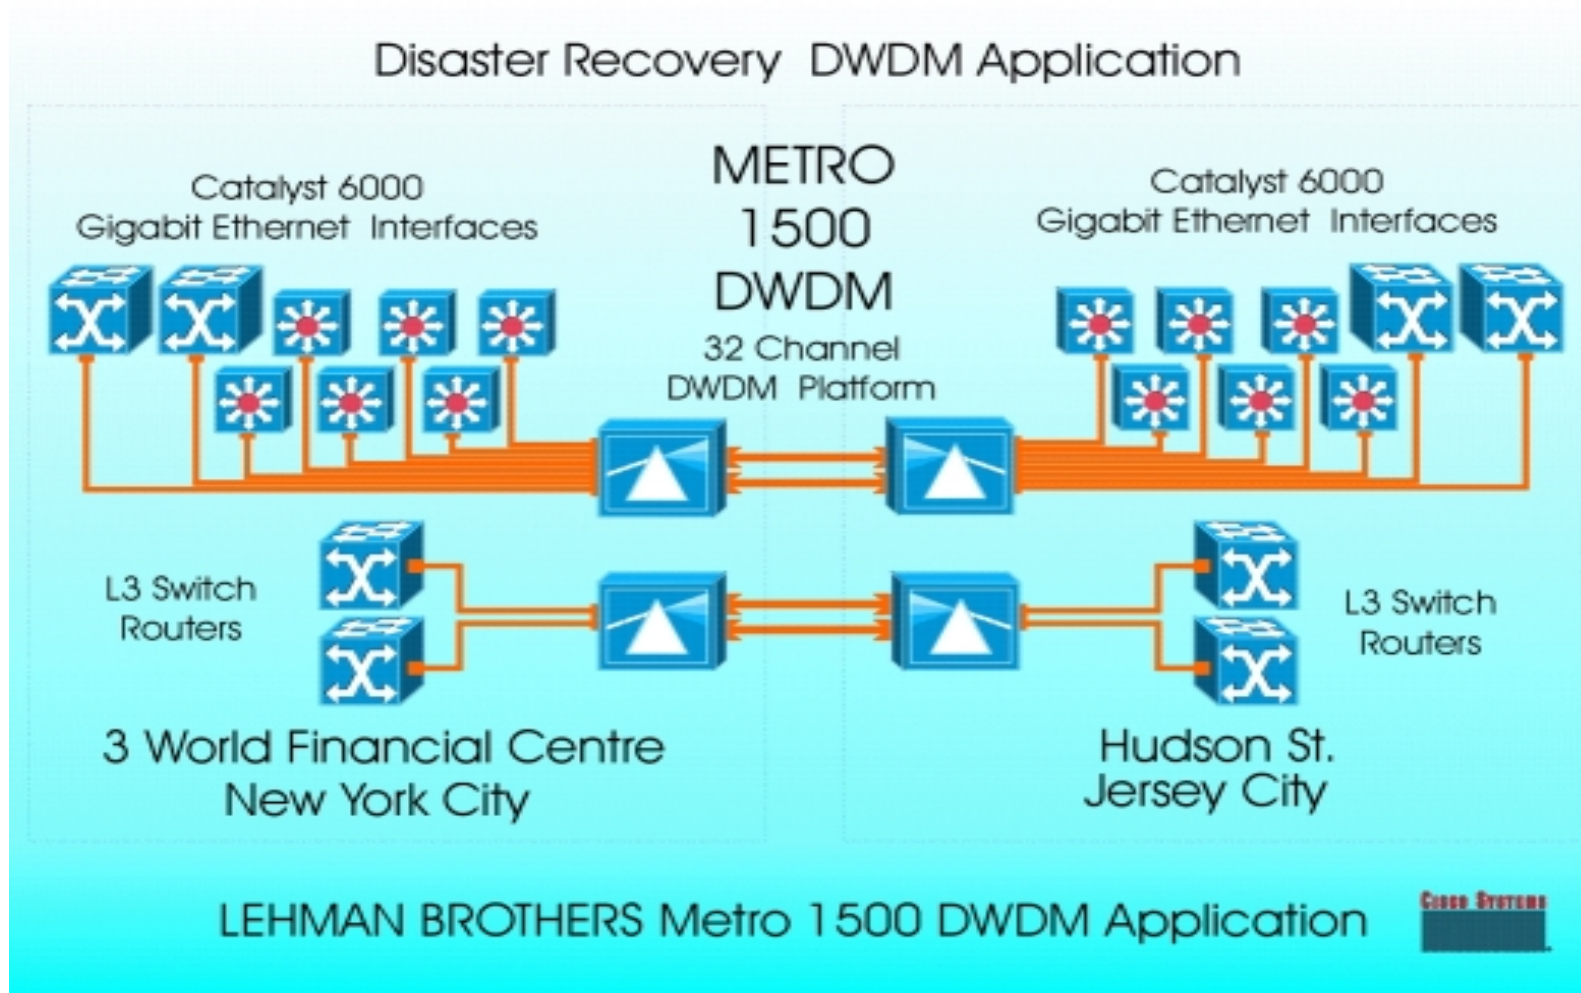 Disaster Recovery DWDM Application
METRO
1500
DWDM
32 Channel
DWDM Platform
Catalyst 6000
Gigabit Ethernet Interfaces
Catalyst 6000
Gigabit Ethernet Interfaces
L3 Switch
Routers
L3 Switch
Routers
3 World Financial Centre
New York City
Hudson St.
Jersey City
LEHMAN BROTHERS Metro 1500 DWDM Application
CISCO SYSTEMS